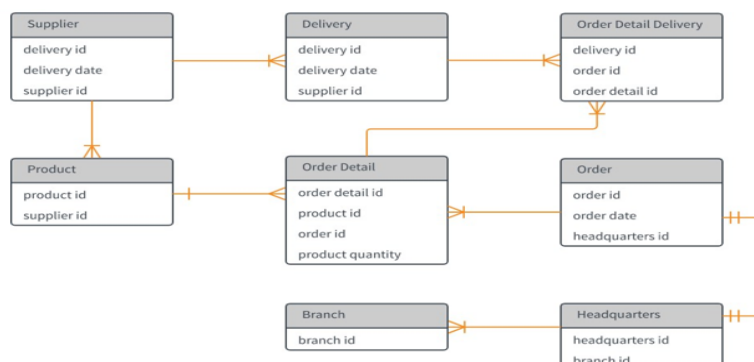 Supplier
delivery id
delivery date
supplier id
Delivery
delivery id
delivery date
supplier id
Order Detail Delivery
delivery id
order id
order detail id
Product
product id
supplier id
Order Detail
order detail id
product id
order id
product quantity
Order
order id
order date
headquarters id
Branch
branch id
Headquarters
headquarters id
branch id